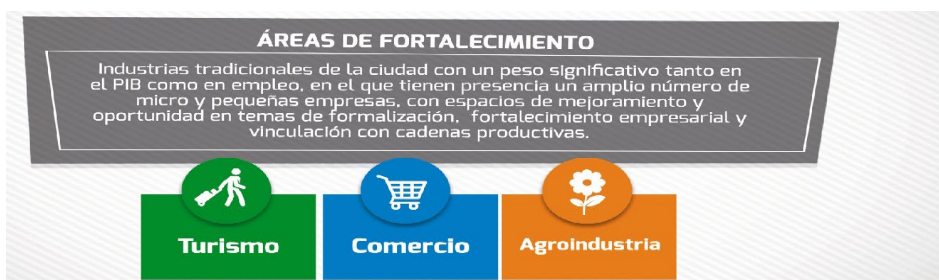 ÁREAS DE FORTALECIMIENTO
Industrias tradicionales de la ciudad con un peso significativo tanto en
el PIB como en empleo, en el que tienen presencia un amplio número de
micro y pequeñas empresas, con espacios de mejoramiento y
oportunidad en temas de formalización, fortalecimiento empresarial y
vinculación con cadenas productivas.
Turismo
Comercio
Agroindustria